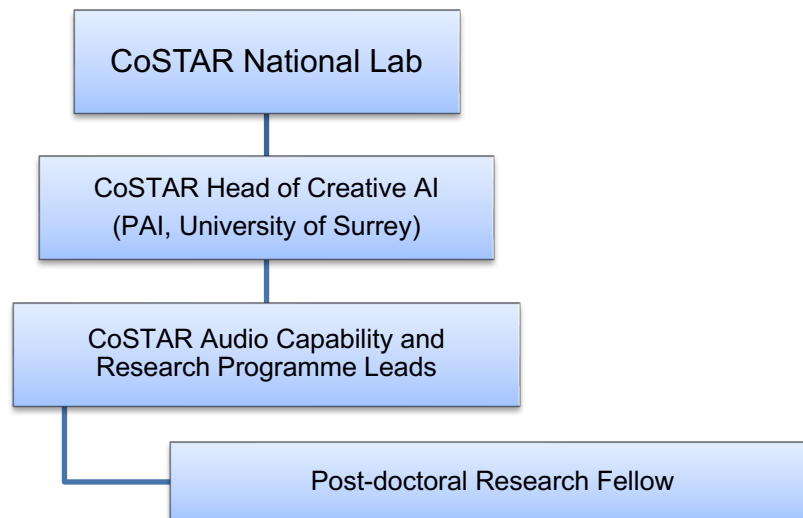 CoSTAR National Lab
CoSTAR Head of Creative AI
(PAI, University of Surrey)
CoSTAR Audio Capability and
Research Programme Leads
Post-doctoral Research Fellow